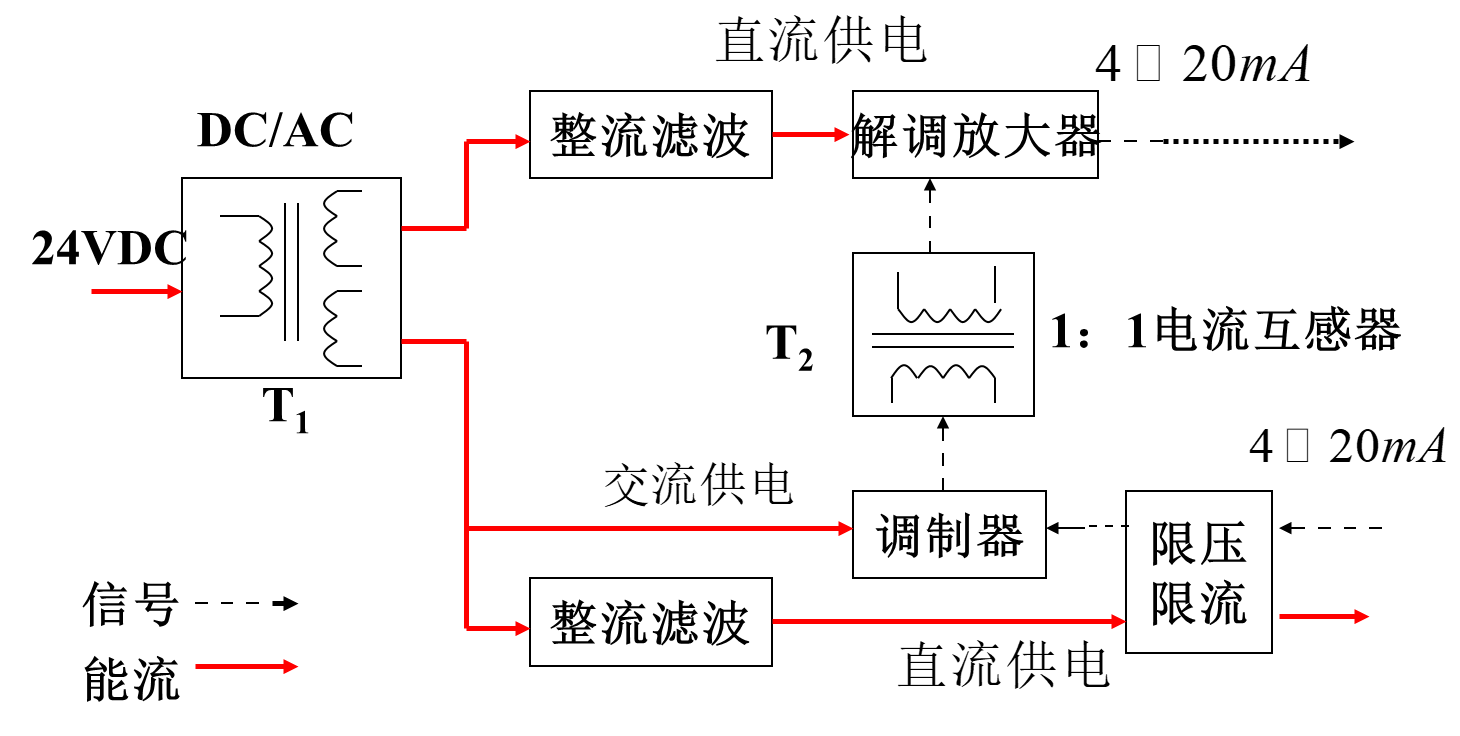 直流供电
4 20mA
DC/AC
整流滤波
解调放大器
24VDC
T₁
T₂
1：1电流互感器
4 20mA
交流供电
调制器
限压
限流
信号
整流滤波
能流
直流供电